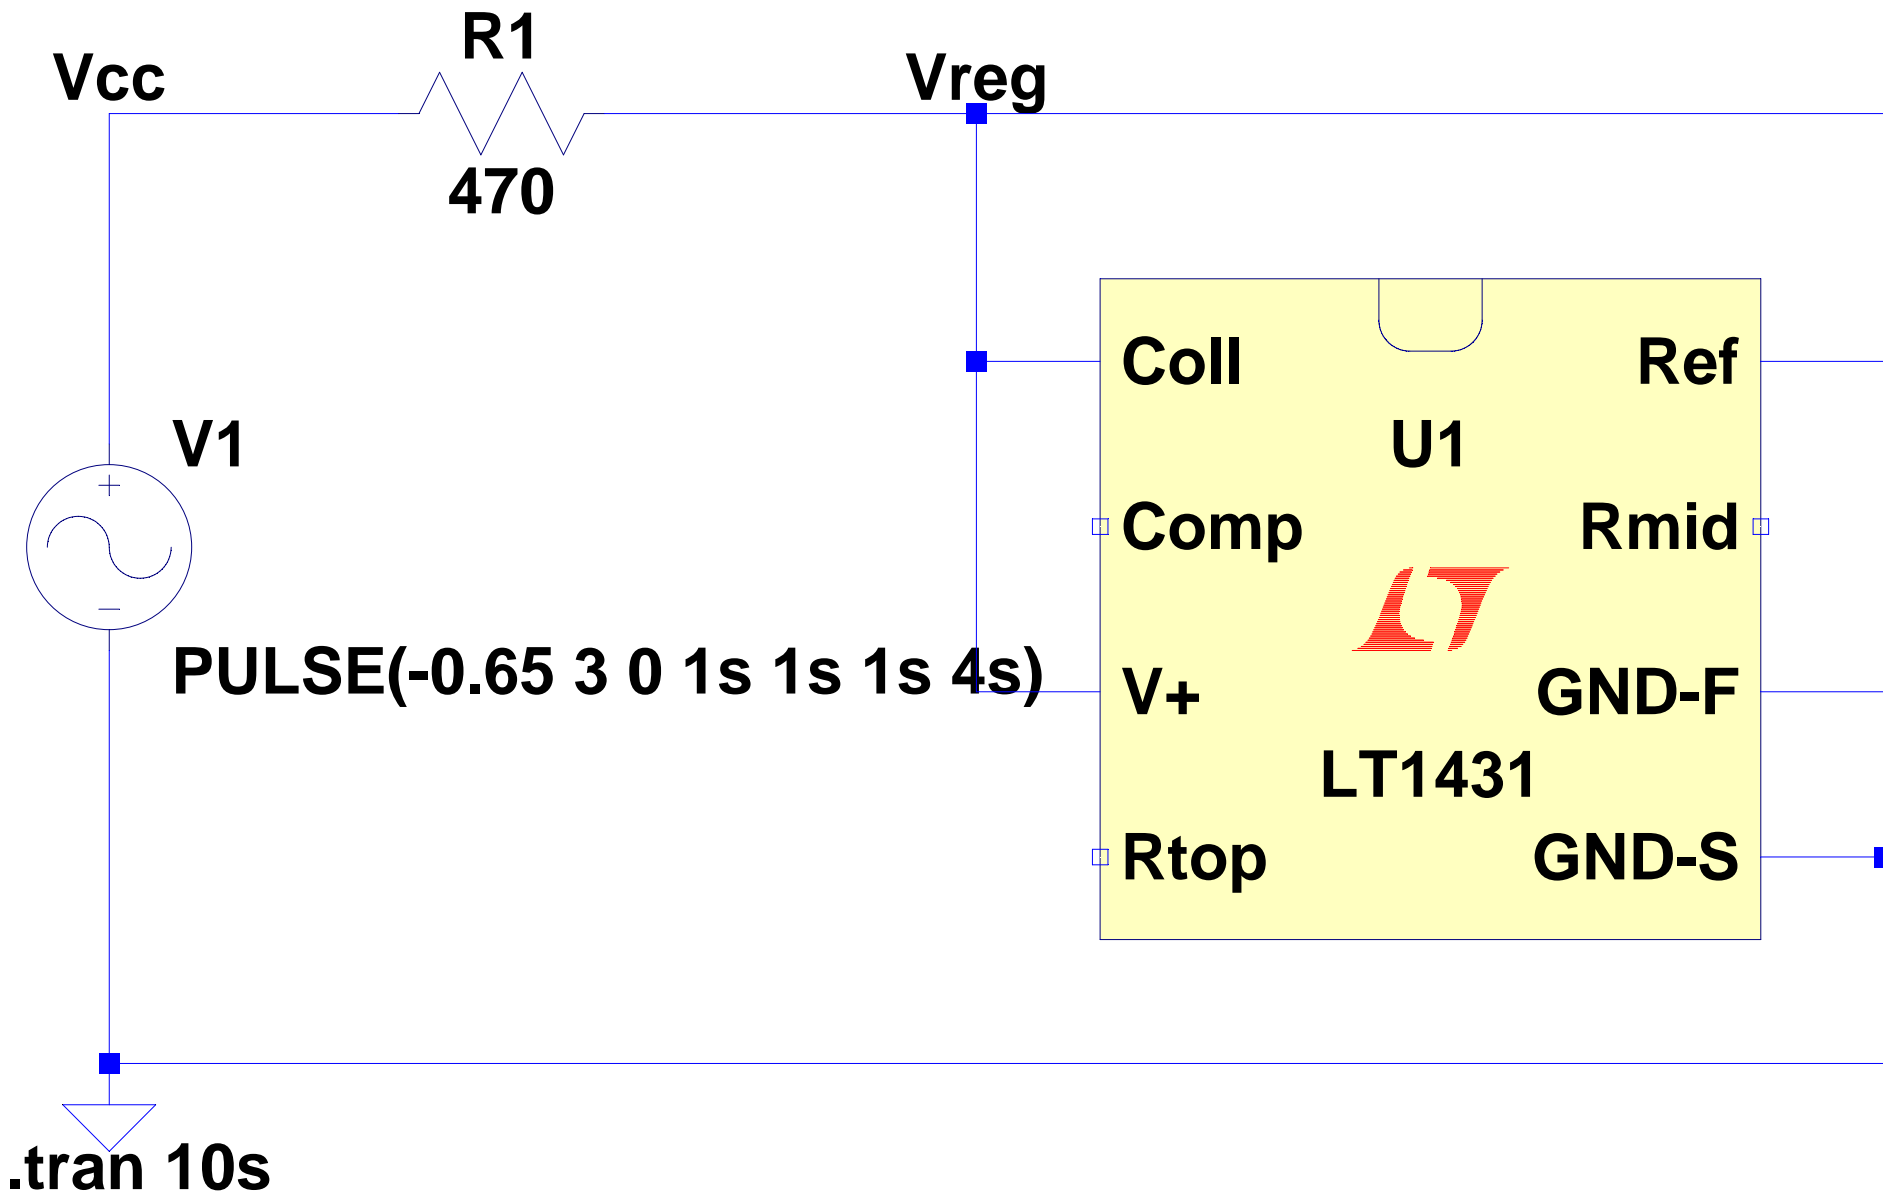 R1
Vcc
Vreg
470
Coll
Ref
V1
U1
Comp
Rmid
PULSE(-0.65 3 0 1s 1s 1s 4s)
V+
GND-F
LT1431
Rtop
GND-S
.tran 10s